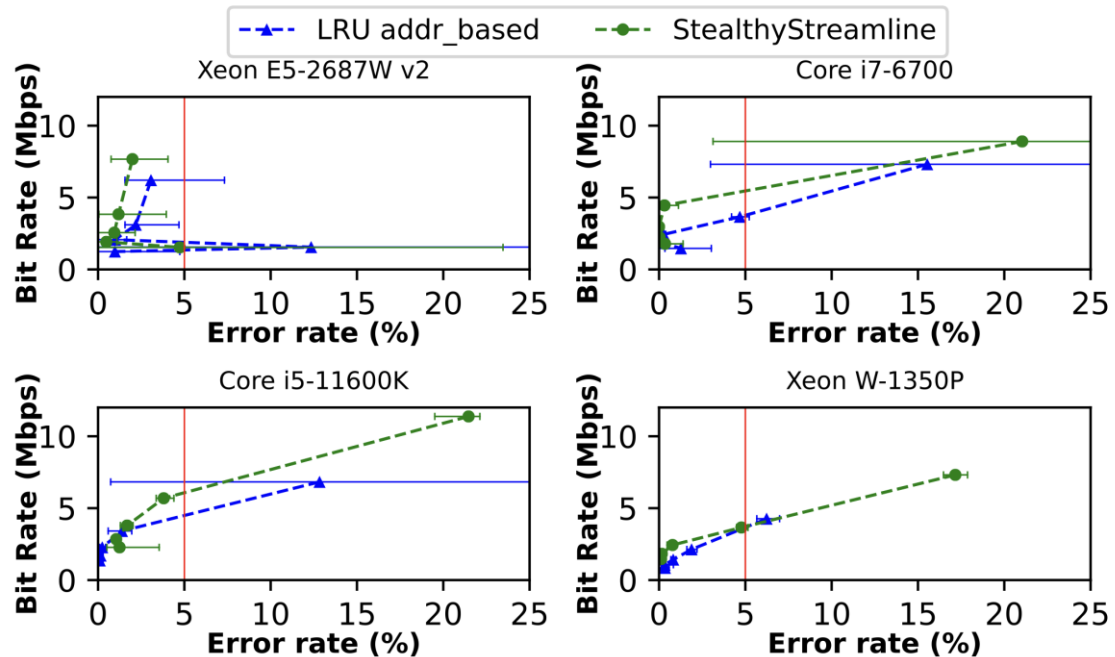 LRU addr_based StealthyStreamline
Xeon E5-2687W v2
Bit Rate (Mbps)
10
5
0
0 5 10 15 20 25
Error rate (%)
Core i7-6700
Bit Rate (Mbps)
10
5
0
0 5 10 15 20 25
Error rate (%)
Core i5-11600K
Bit Rate (Mbps)
10
5
0
0 5 10 15 20 25
Error rate (%)
Xeon W-1350P
Bit Rate (Mbps)
10
5
0
0 5 10 15 20 25
Error rate (%)